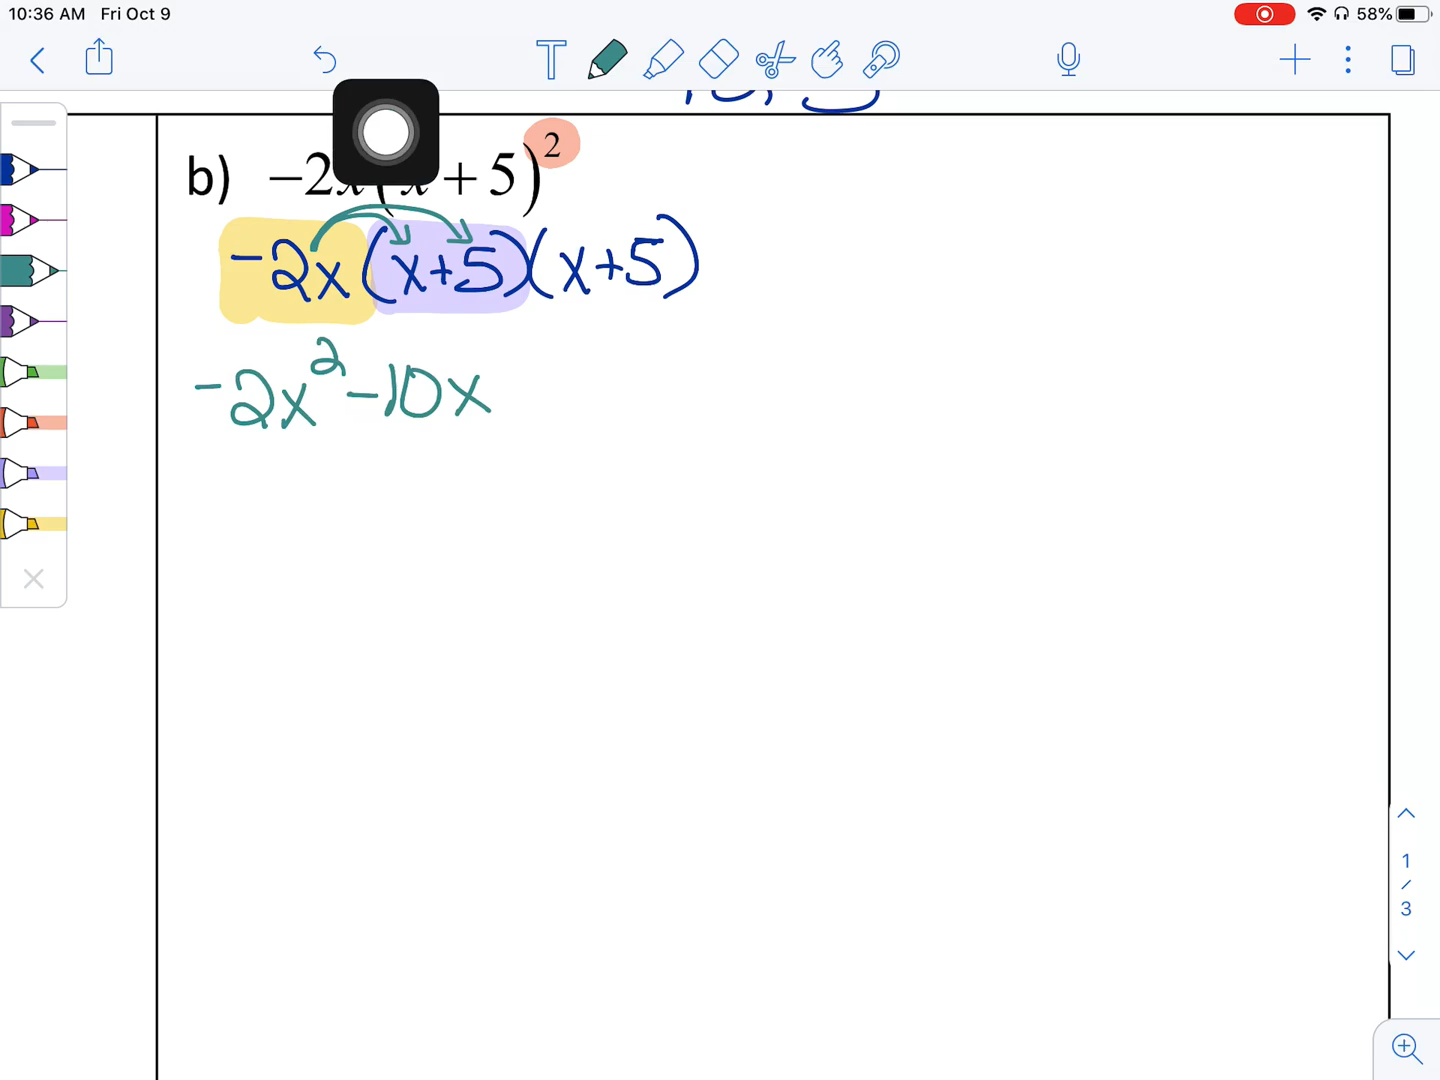 10:36 AM Fri Oct 9
58%
b) −2x(x + 5)²
-2x(x+5)(x+5)
-2x² -10x
1
/
3